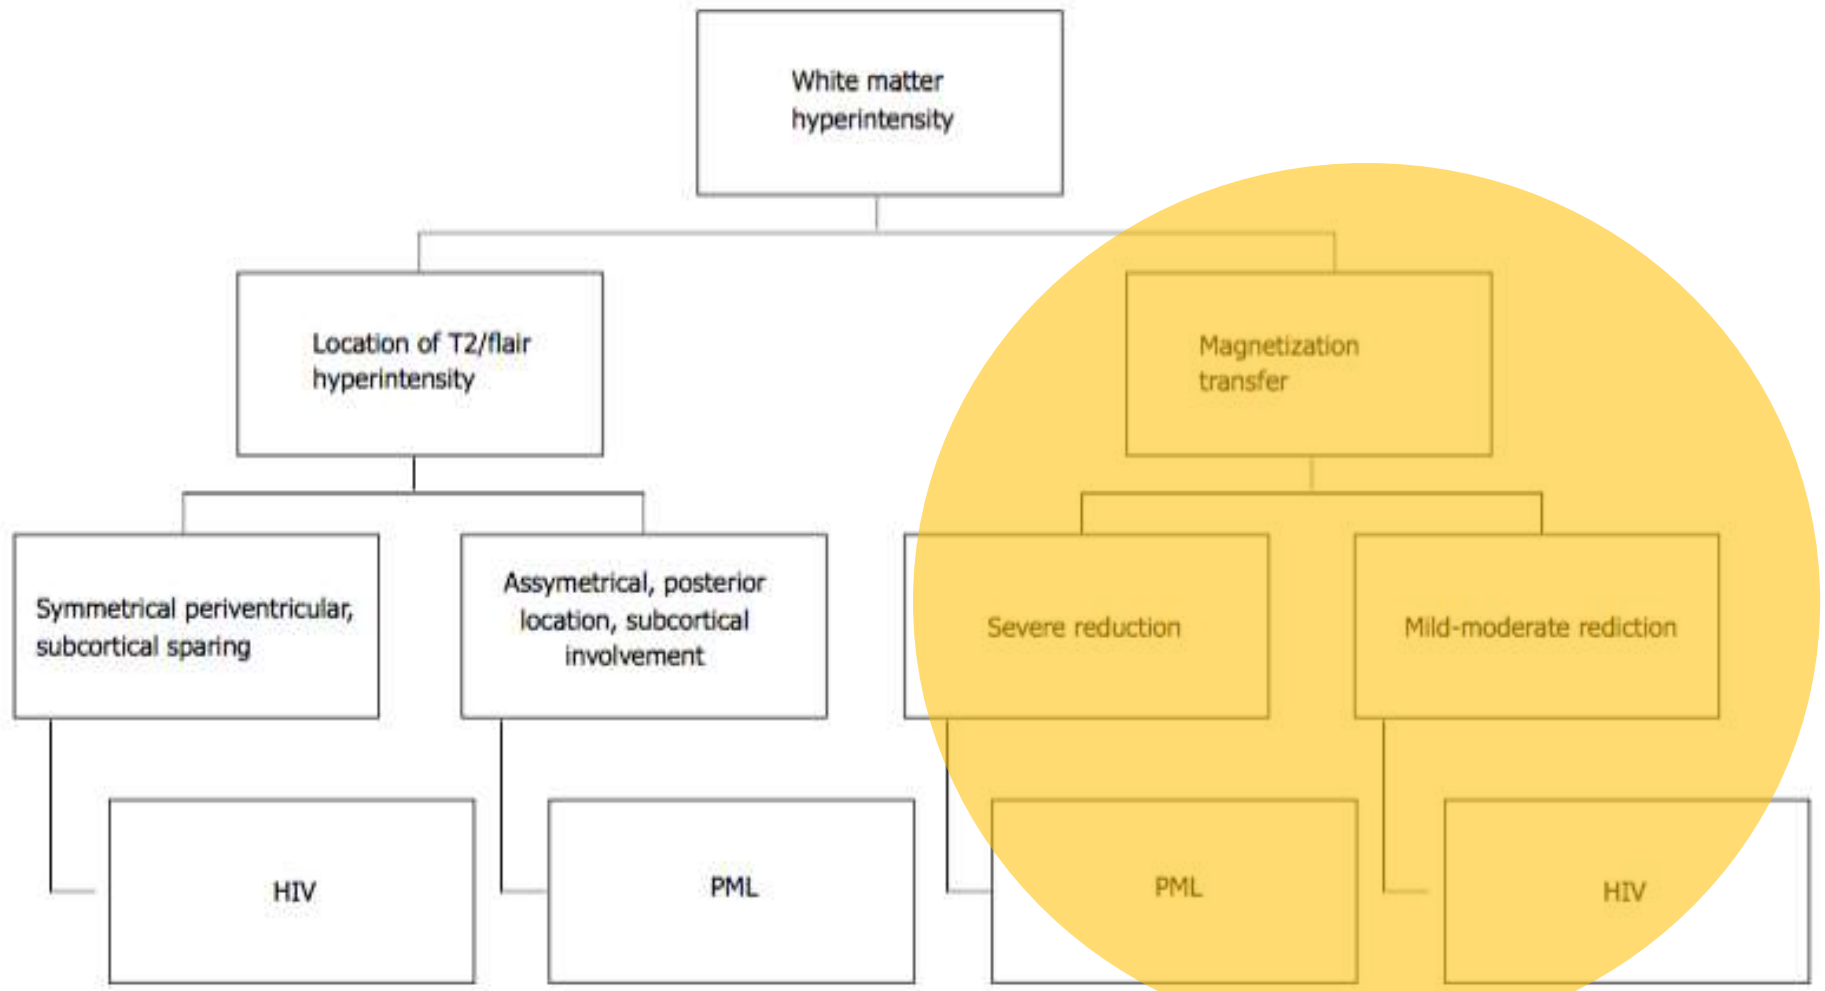 White matter
hyperintensity
Location of T2/flair
hyperintensity
Magnetization
transfer
Symmetrical periventricular,
subcortical sparing
Assymetrical, posterior
location, subcortical
involvement
Severe reduction
Mild-moderate rediction
HIV
PML
PML
HIV